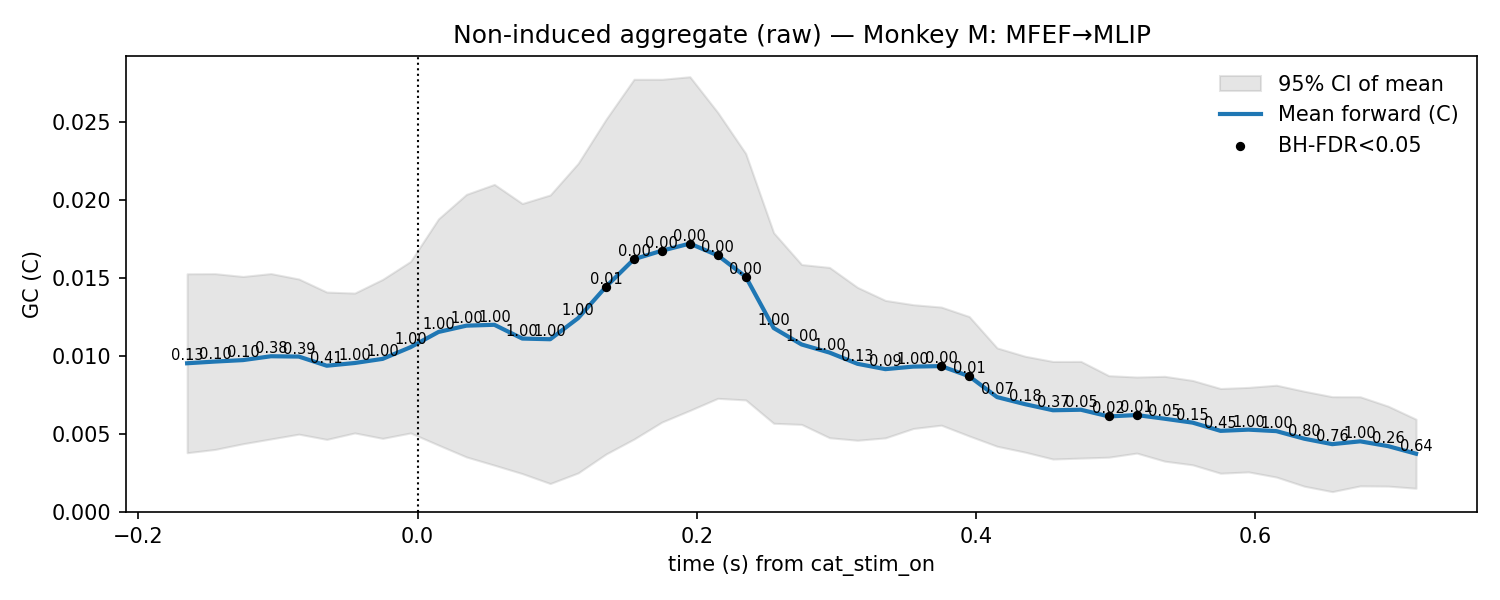 Non-induced aggregate (raw) — Monkey M: MFEF→MLIP
95% CI of mean
Mean forward (C)
BH-FDR<0.05
GC (C)
0.025
0.020
0.015
0.010
0.005
0.000
0.13 0.10 0.10 0.38 0.39 0.41 1.00 1.00 1.00 1.00 1.00 1.00 1.00 1.00 1.00 0.01 0.00 0.00 0.00 0.00 0.00 1.00 1.00 1.00 0.13 0.09 1.00 0.00 0.01 0.07 0.18 0.37 0.05 0.02 0.01 0.05 0.15 0.45 1.00 1.00 0.80 0.76 1.00 0.26 0.64
−0.2 0.0 0.2 0.4 0.6
time (s) from cat_stim_on